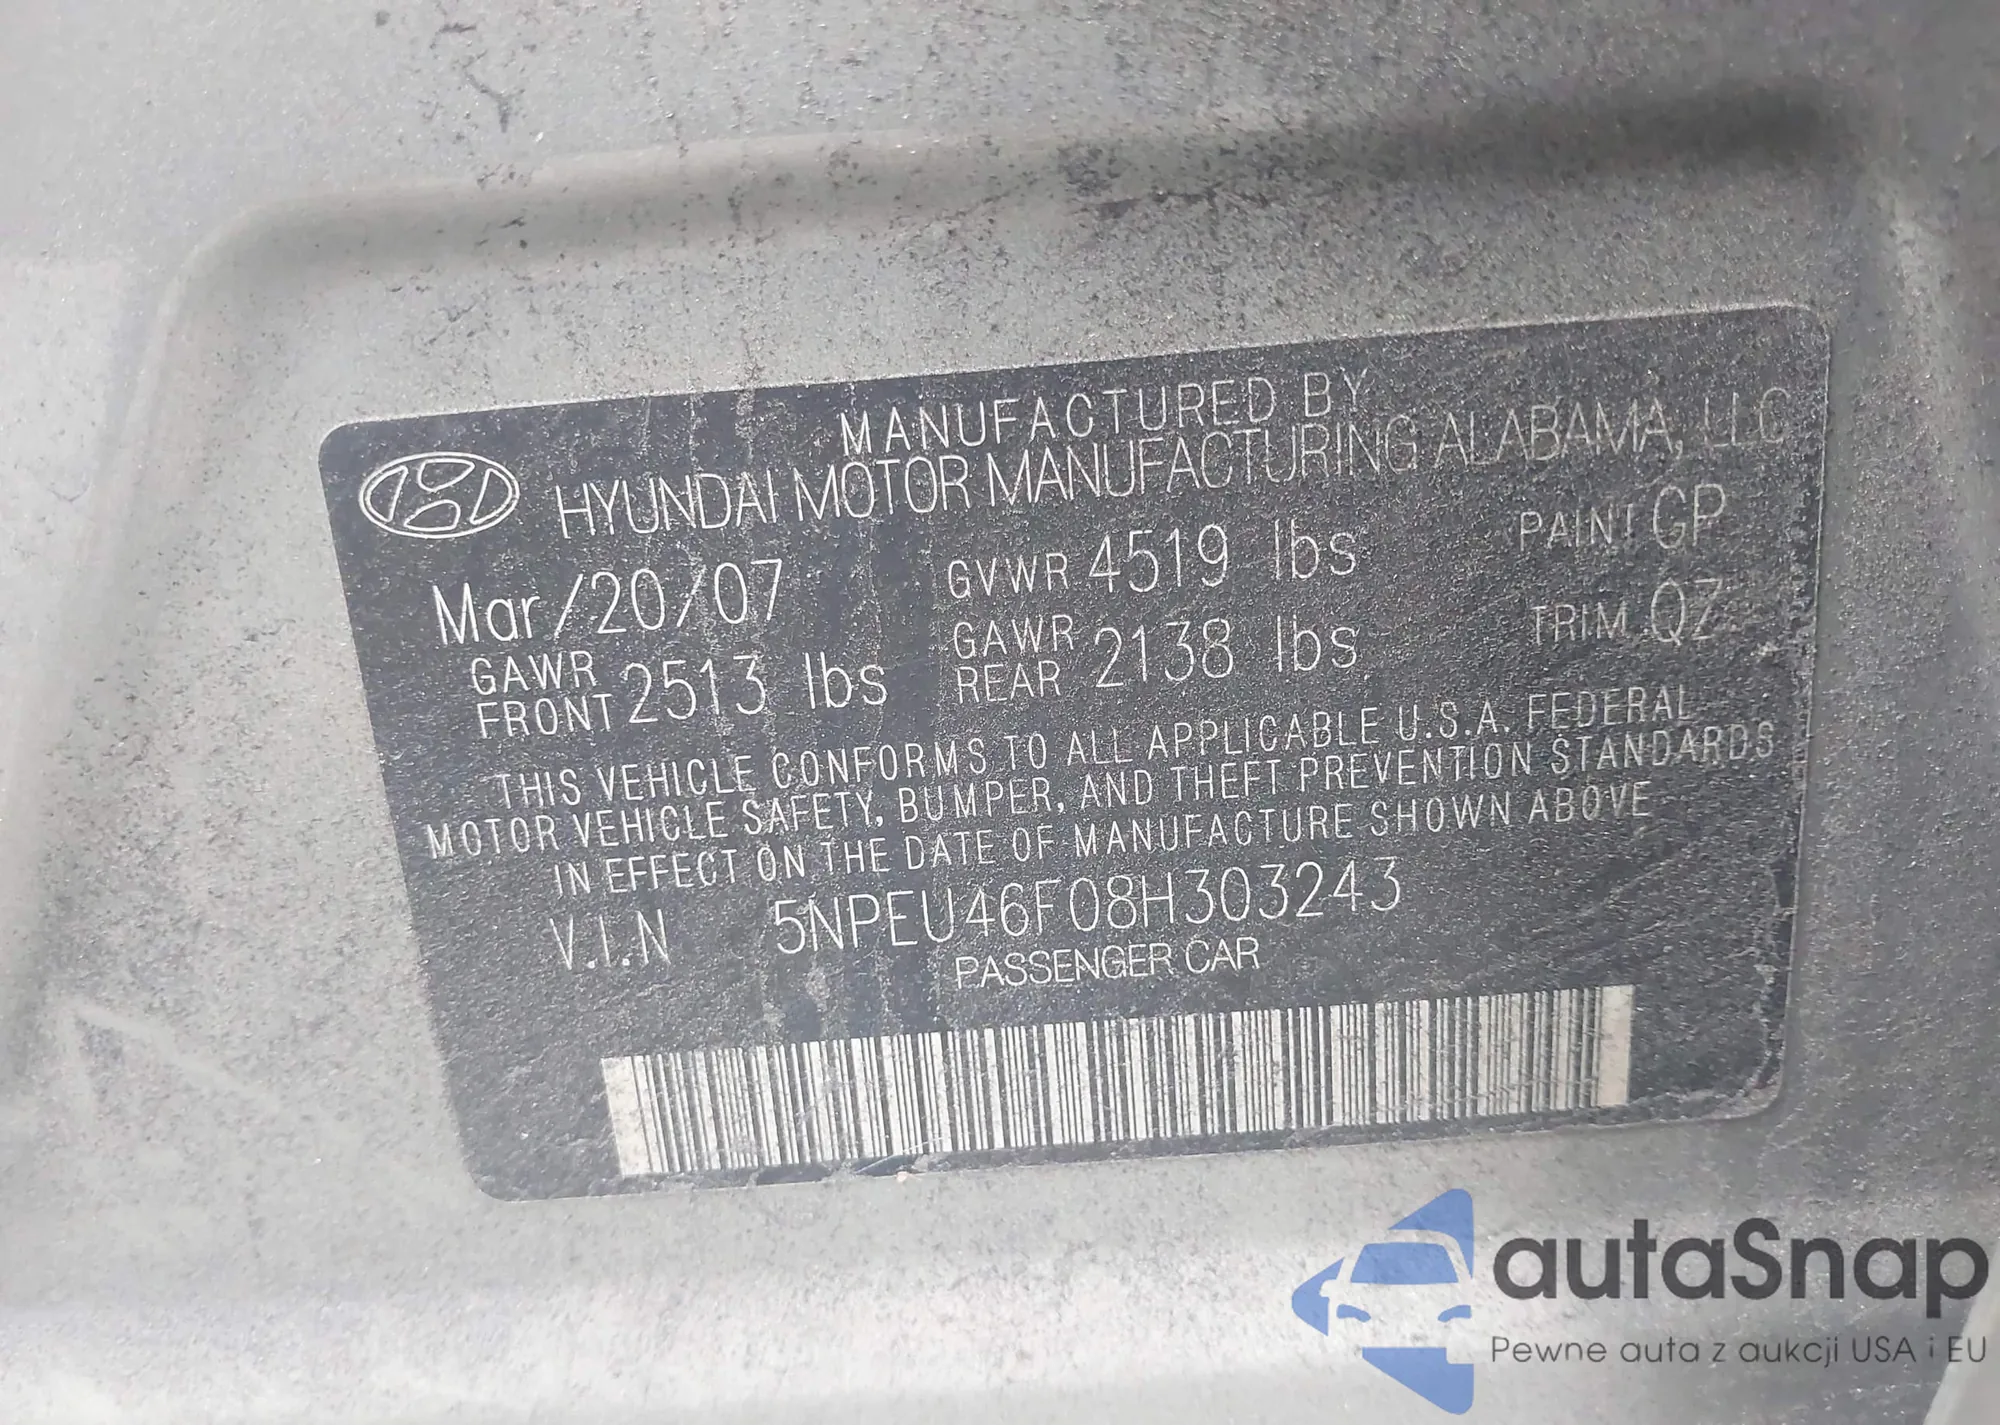 MANUFACTURED BY
HYUNDAI MOTOR MANUFACTURING ALABAMA, LLC
Mar/20/07 GVWR 4519 lbs PAINT GP
GAWR FRONT 2513 lbs GAWR REAR 2138 lbs TRIM QZ
THIS VEHICLE CONFORMS TO ALL APPLICABLE U.S.A. FEDERAL
MOTOR VEHICLE SAFETY, BUMPER, AND THEFT PREVENTION STANDARDS
IN EFFECT ON THE DATE OF MANUFACTURE SHOWN ABOVE
V.I.N 5NPEU46F08H303243
PASSENGER CAR
autaSnap
Pewne auta z aukcji USA i EU